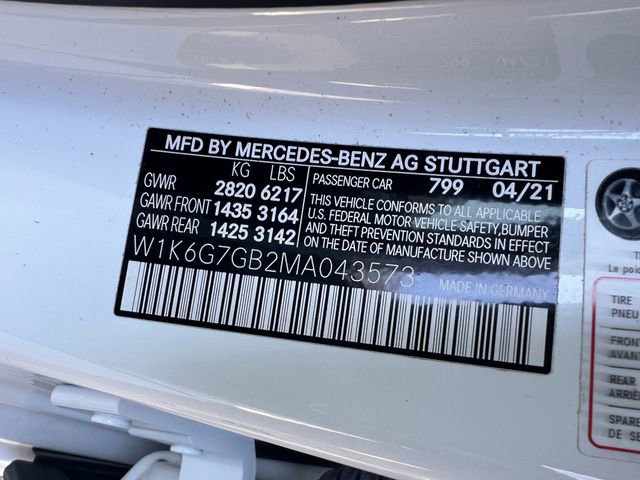 MFD BY MERCEDES-BENZ AG STUTTGART
KG LBS
GVWR 2820 6217
GAWR FRONT 1435 3164
GAWR REAR 1425 3142
PASSENGER CAR 799 04/21
THIS VEHICLE CONFORMS TO ALL APPLICABLE
U.S. FEDERAL MOTOR VEHICLE SAFETY, BUMPER
AND THEFT PREVENTION STANDARDS IN EFFECT
ON THE DATE OF MANUFACTURE SHOWN ABOVE
W1K6G7GB2MA043573
MADE IN GERMANY
Le poi
TIRE
PNEU
FRONT
AVAN
REAR
ARRIÈ
SPARE
DE SE